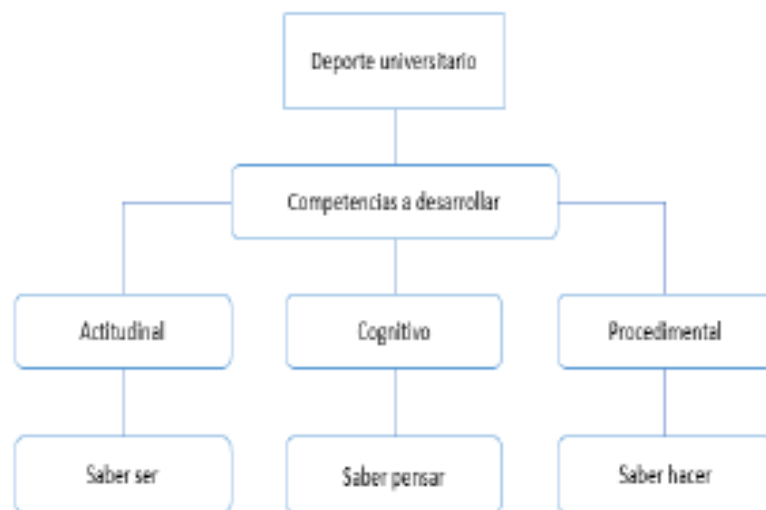 Deporte universitario
Competencias a desarrollar
Actitudinal
Cognitivo
Procedimental
Saber ser
Saber pensar
Saber hacer